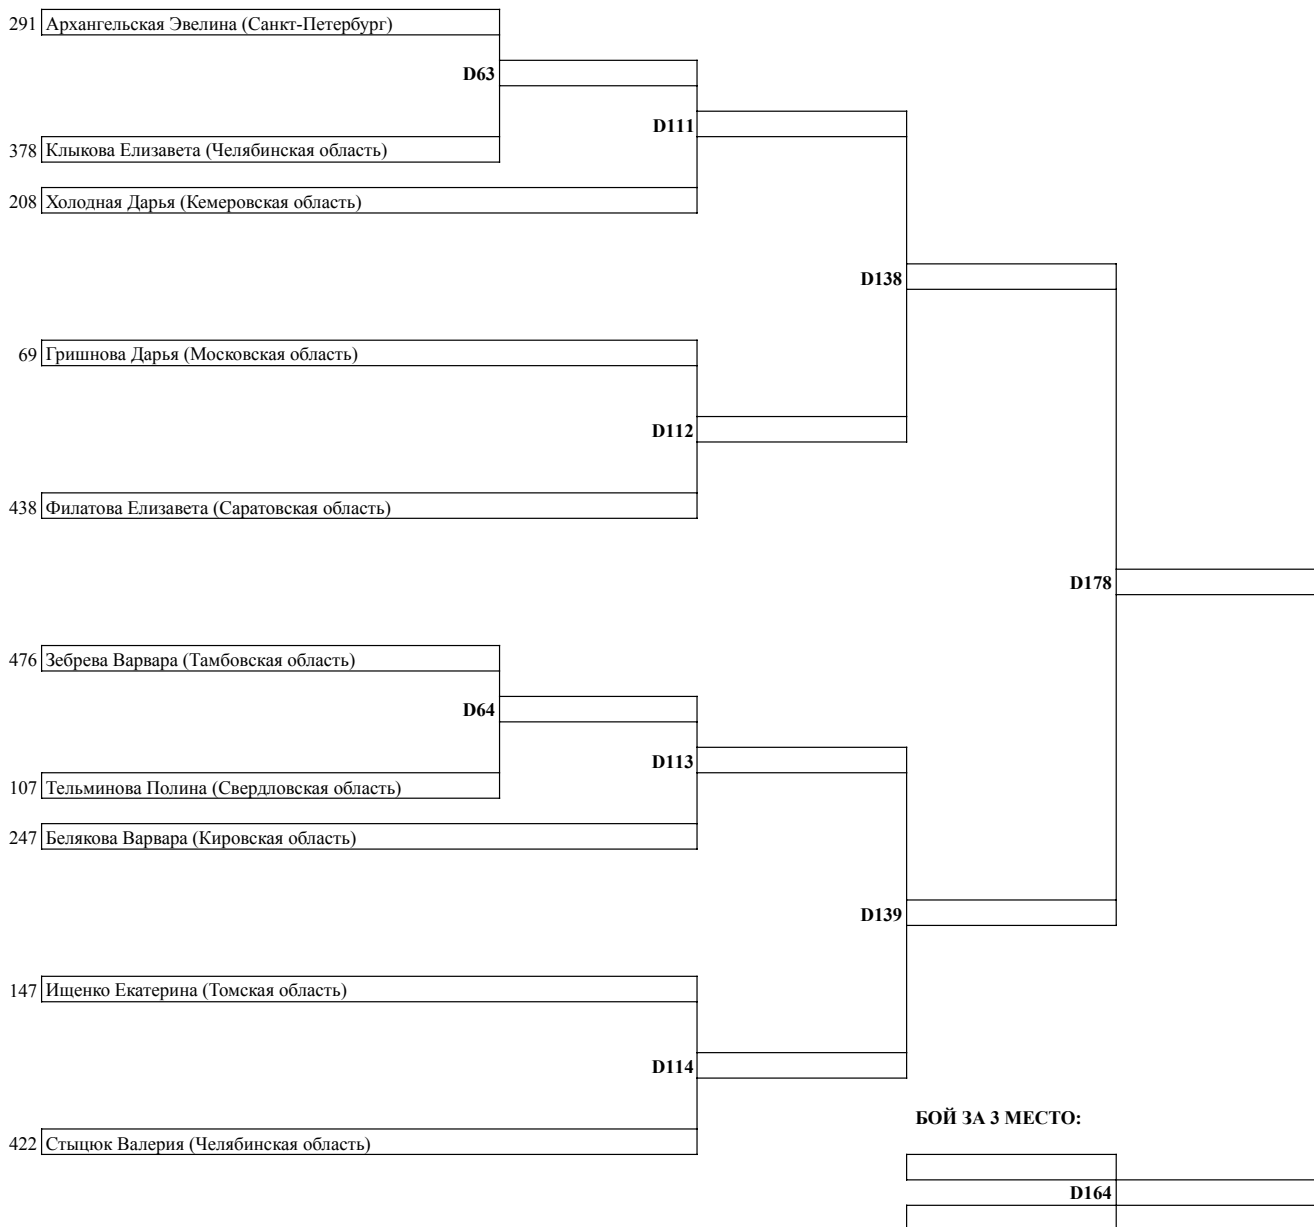 291 Архангельская Эвелина (Санкт-Петербург)
D63
D111
378 Клыкова Елизавета (Челябинская область)
208 Холодная Дарья (Кемеровская область)
D138
69 Гришнова Дарья (Московская область)
D112
438 Филатова Елизавета (Саратовская область)
D178
476 Зебрева Варвара (Тамбовская область)
D64
D113
107 Тельминова Полина (Свердловская область)
247 Белякова Варвара (Кировская область)
D139
147 Ищенко Екатерина (Томская область)
D114
БОЙ ЗА 3 МЕСТО:
422 Стыцюк Валерия (Челябинская область)
D164